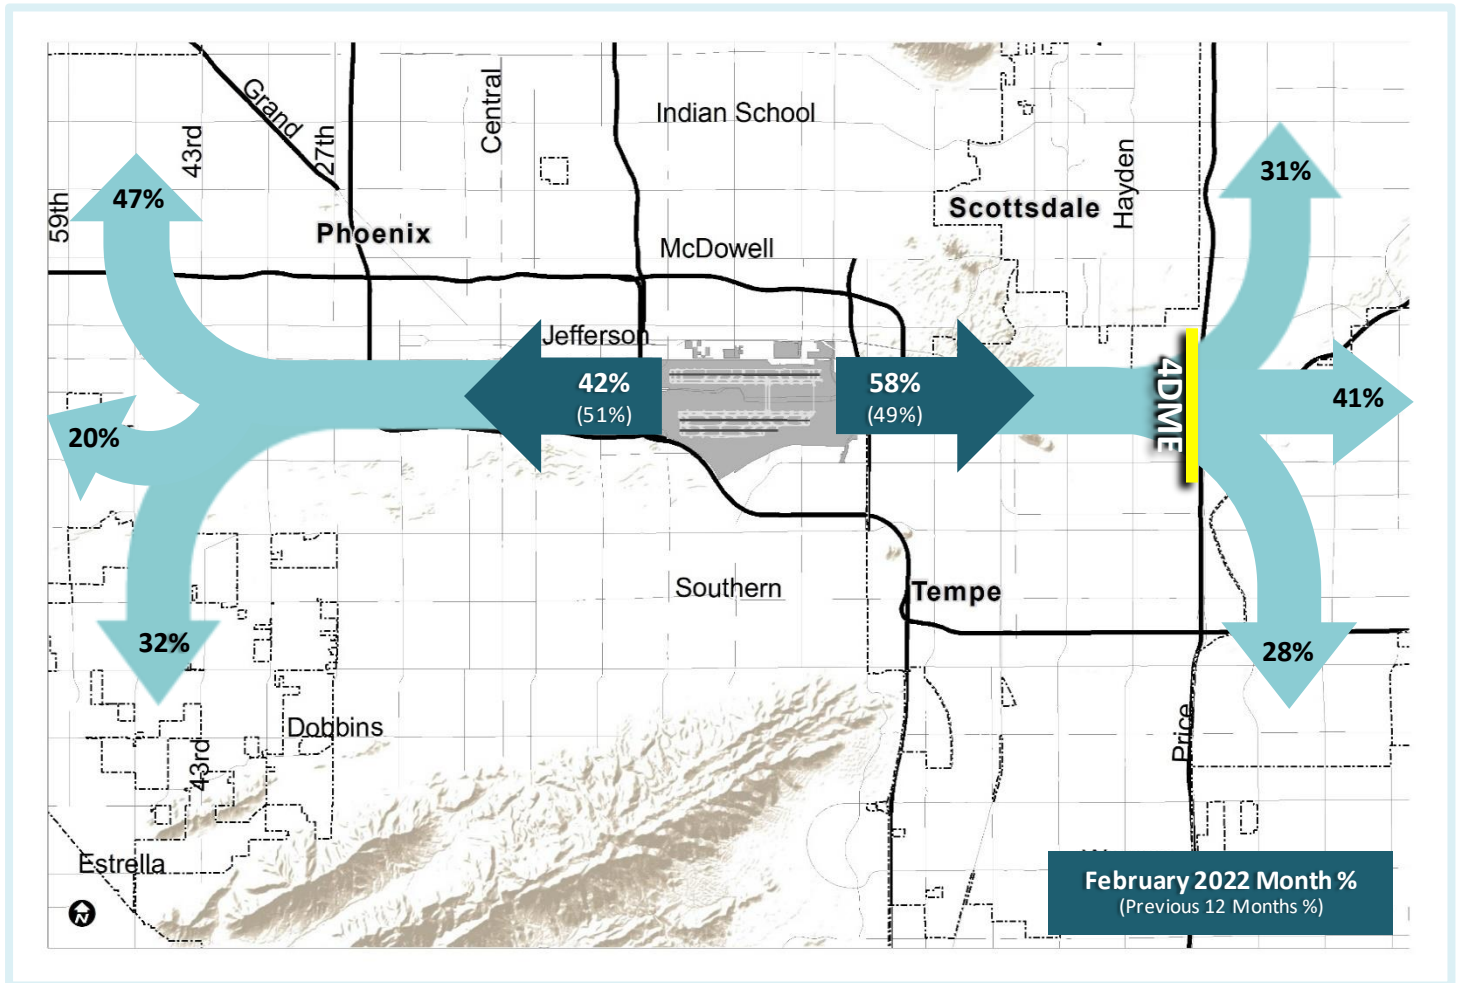 Grand
43rd
27th
Central
Indian School
47%
59th
Phoenix
McDowell
Scottsdale
Hayden
31%
Jefferson
42%
(51%)
58%
(49%)
4DME
41%
20%
Southern
Tempe
32%
28%
Dobbins
43rd
Price
Estrella
N
February 2022 Month %
(Previous 12 Months %)